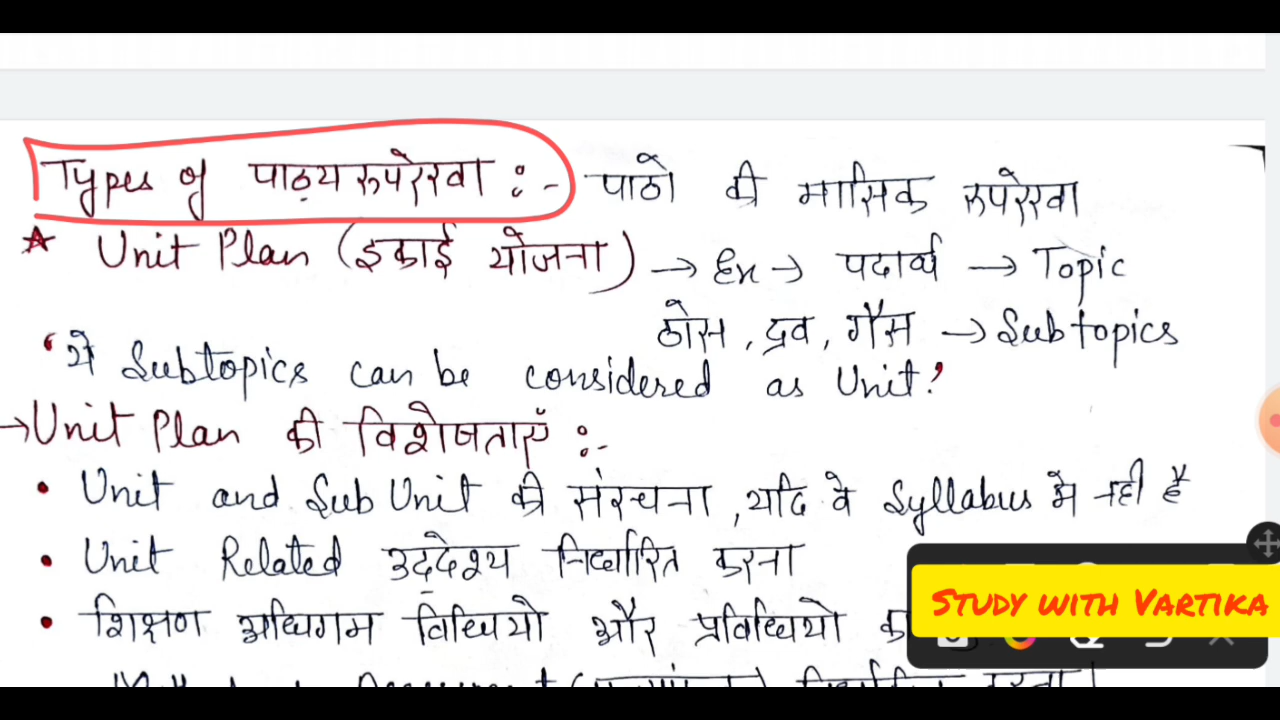 Types of पाठ्यरुपरेखा :- पाठो की मासिक रुपरेखा
★ Unit Plan (इकाई योजना) → Ex → पदार्थ → Topic
ठोस, द्रव, गैस → Subtopics
'ये Subtopics can be considered as Unit'
→ Unit Plan की विशेषताएँ :-
• Unit and Sub Unit की संरचना, यदि वे Syllabus मे नही है
• Unit Related उद्देश्य निर्धारित करना
• शिक्षण अधिगम विधियो और प्रविधियो का
STUDY WITH VARTIKA